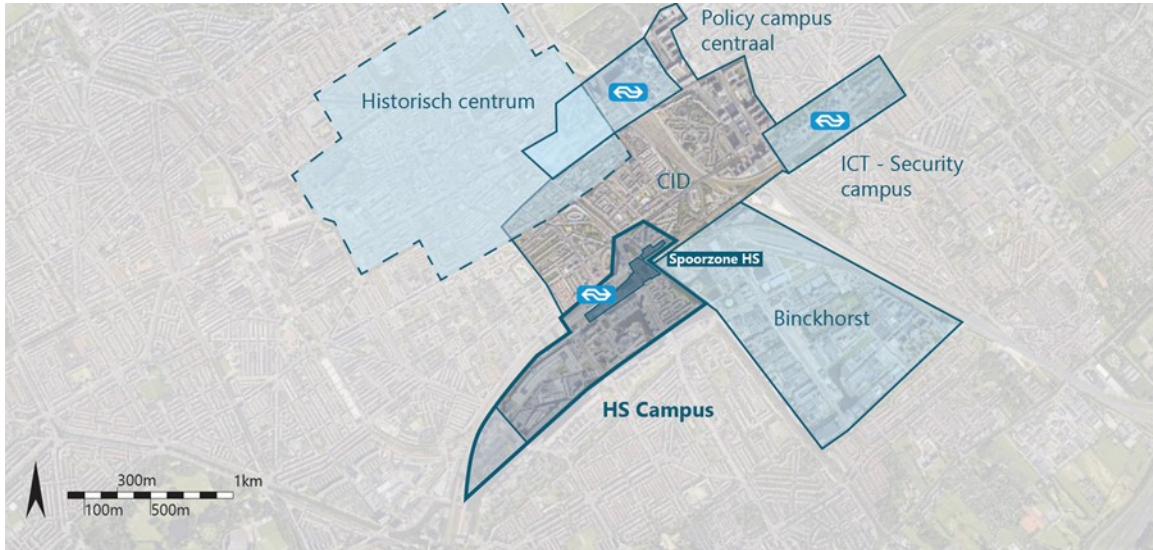 Policy campus
centraal
Historisch centrum
ICT - Security
campus
CID
Spoorzone HS
Binckhorst
HS Campus
300m
1km
100m
500m